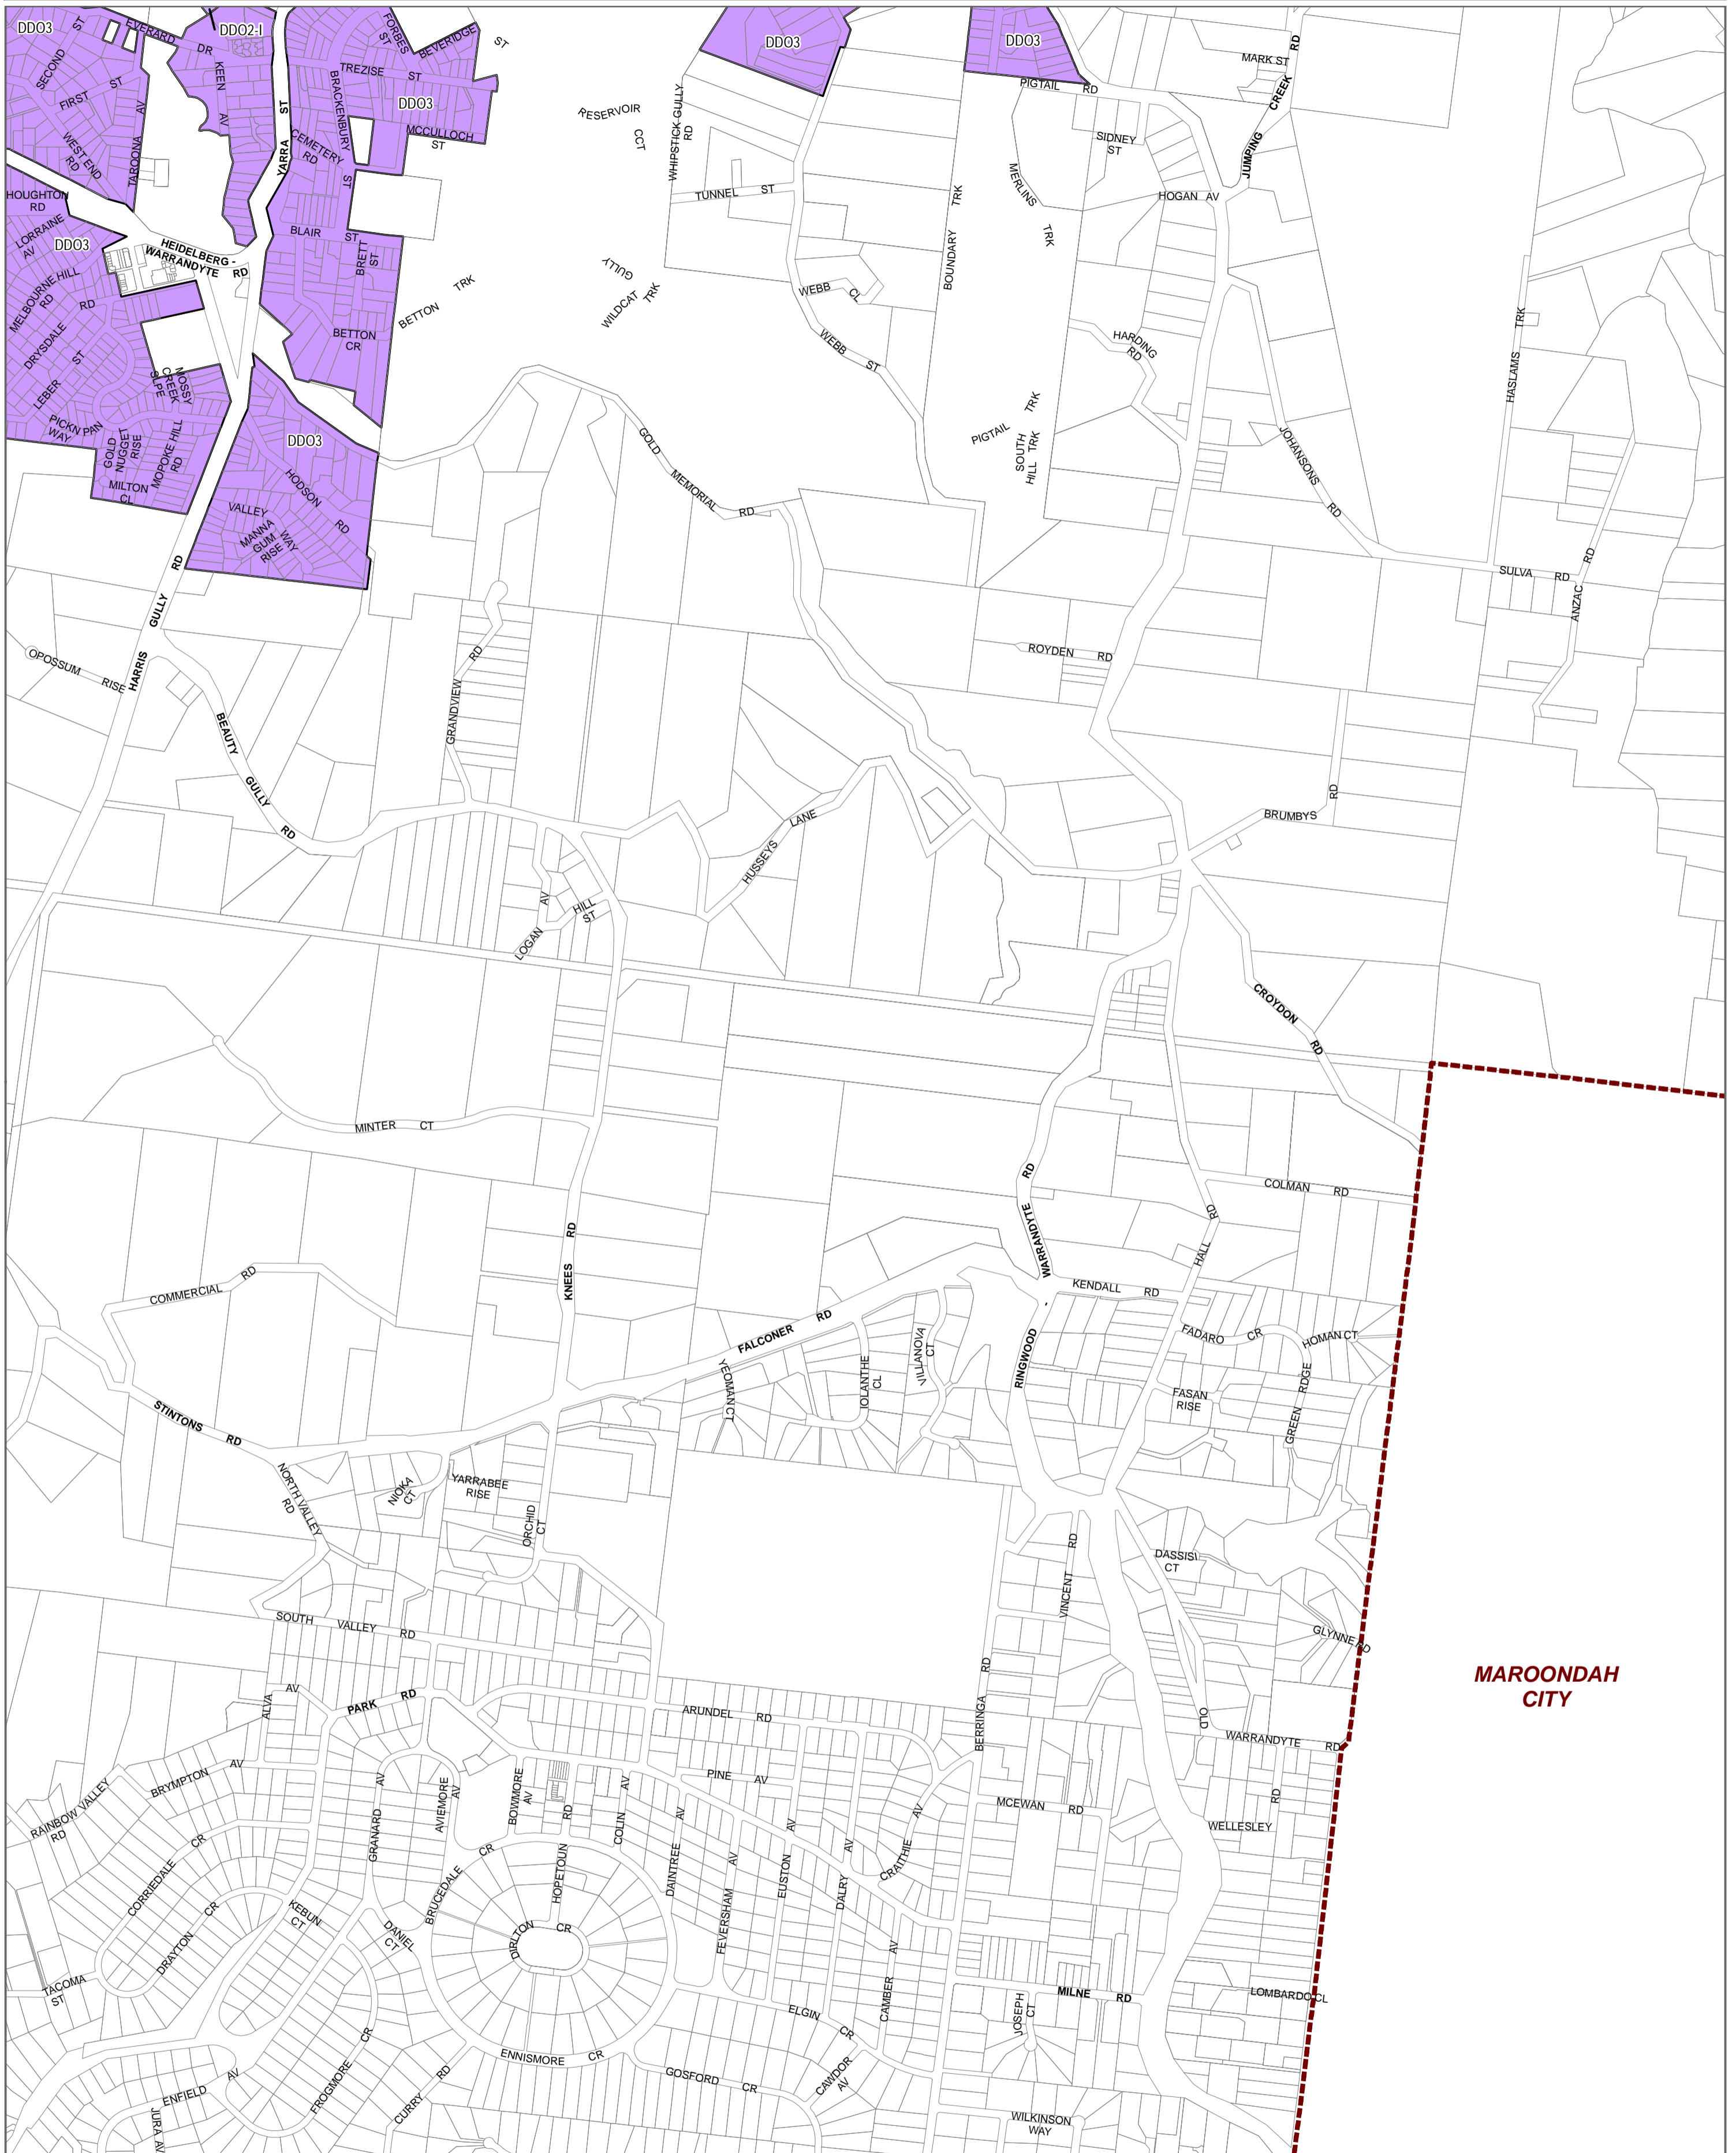 DDO3
SECOND ST
EVERARD DR
DDO2-I
FORBES
ST
BEVERIDGE ST
KEEN AV
TREZISE ST
BRACKENBURY ST
DDO3
FIRST ST
TAROONA AV
WEST END
RD
YARRA ST
CEMETERY
RD
MCCULLOCH
ST
HOUGHTON
RD
LORRAINE
AV
DDO3
HEIDELBERG -
WARRANDYTE RD
BLAIR ST
BRETT
ST
MELBOURNE HILL
RD
DRYSDALE RD
LEBER ST
BETTON
CR
BETTON TRK
MOSSY
CREEK
SLPE
PICKN PAN
WAY
GOLD
NUGGET
RISE
MOPOKE HILL
RD
MILTON
CL
DDO3
HODSON RD
VALLEY WAY
MANNA
GUM
RISE
RESERVOIR CCT
WHIPSTICK GULLY
RD
GULLY
WILDCAT TRK
DDO3
TUNNEL ST
WEBB CL
WEBB ST
BOUNDARY TRK
DDO3
PIGTAIL RD
SIDNEY
ST
MERLINS TRK
HOGAN AV
MARK ST
JUMPING CREEK RD
HARDING
RD
PIGTAIL TRK
SOUTH
HILL TRK
JOHANSONS RD
HASLAMS TRK
SULVA RD
ANZAC RD
GOLD MEMORIAL RD
ROYDEN RD
OPOSSUM RISE
HARRIS GULLY RD
BEAUTY GULLY RD
GRANDVIEW RD
HUSSEYS LANE
BRUMBYS RD
LOGAN AV
HILL
ST
CROYDON RD
MINTER CT
WARRANDYTE RD
COLMAN RD
HALL RD
KNEES RD
COMMERCIAL RD
KENDALL RD
FALCONER RD
RINGWOOD -
FADARO CR
HOMAN CT
YEOMAN CT
IOLANTHE
CL
VILLANOVA
CT
FASAN
RISE
GREEN RDGE
STINTONS RD
NORTH VALLEY
RD
NIOKA
CT
YARRABEE
RISE
ORCHID CT
VINCENT RD
DASSISI
CT
SOUTH VALLEY RD
GLYNNE RD
MAROONDAH
CITY
ALVA AV
PARK RD
ARUNDEL RD
BERRINGA RD
OLD WARRANDYTE RD
BRYMPTON AV
RAINBOW VALLEY
RD
GRANARD AV
AVIEMORE AV
BOWMORE
AV
COLIN AV
PINE AV
MCEWAN RD
WELLESLEY RD
CORRIEDALE CR
BRUCEDALE CR
HOPETOUN RD
DAINTREE AV
FEVERSHAM AV
EUSTON AV
DALRY AV
CRAITHIE AV
DRAYTON CR
KEBUN
CT
DANIEL
CT
DIRLTON CR
TACOMA
ST
CAMBER AV
MILNE RD
JOSEPH
CT
LOMBARDO CL
ELGIN CR
ENNISMORE CR
FROGMORE CR
CURRY RD
GOSFORD CR
CAWDOR
AV
ENFIELD AV
JURA AV
WILKINSON
WAY